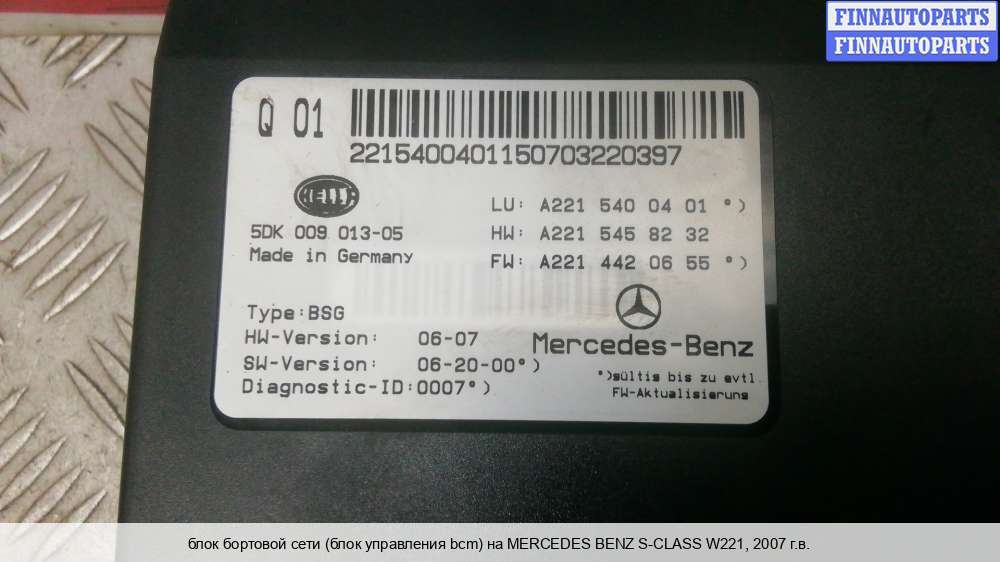 FINNAUTOPARTS
FINNAUTOPARTS
Q 01
2215400401150703220397
HELLA
5DK 009 013-05
Made in Germany
LU: A221 540 04 01 °)
HW: A221 545 82 32
FW: A221 442 06 55 °)
Type:BSG
HW-Version: 06-07
SW-Version: 06-20-00°)
Diagnostic-ID:0007°)
Mercedes-Benz
°)gültig bis zu evtl.
FW-Aktualisierung
блок бортовой сети (блок управления bcm) на MERCEDES BENZ S-CLASS W221, 2007 г.в.